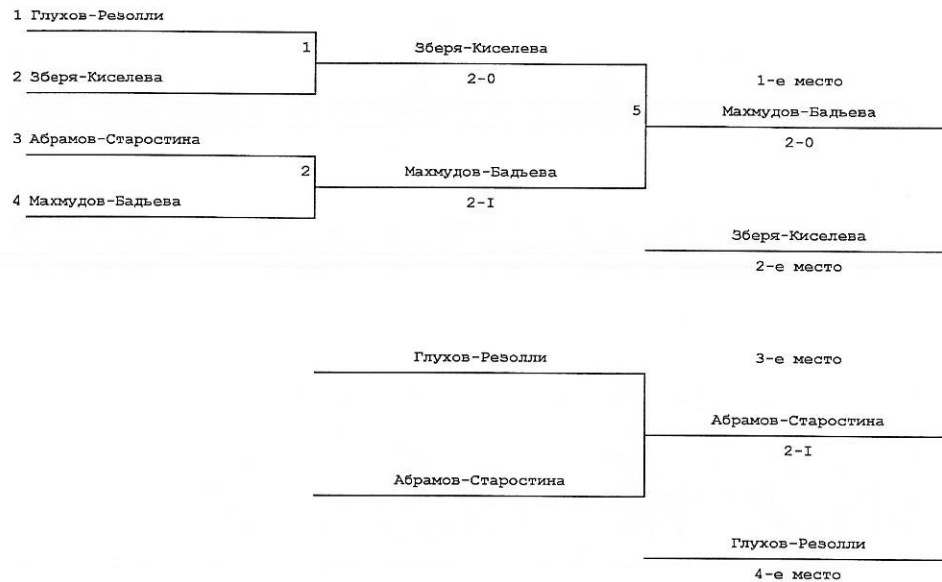 1 Глухов-Резолли
1
Зберя-Киселева
2 Зберя-Киселева
2-0
1-е место
5
Махмудов-Бадьева
3 Абрамов-Старостина
2-0
2
Махмудов-Бадьева
4 Махмудов-Бадьева
2-I
Зберя-Киселева
2-е место
Глухов-Резолли
3-е место
Абрамов-Старостина
2-I
Абрамов-Старостина
Глухов-Резолли
4-е место